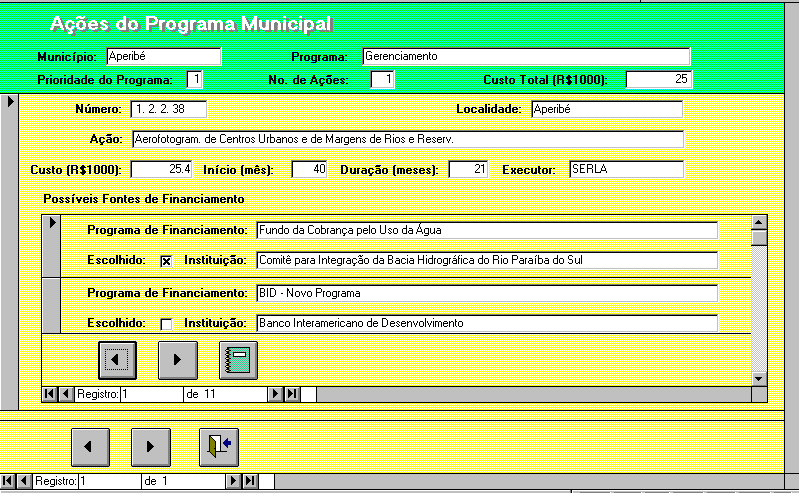 Ações do Programa Municipal
Município: Aperibé Programa: Gerenciamento
Prioridade do Programa: 1 No. de Ações: 1 Custo Total (R$1000): 25
Número: 1. 2. 2. 38 Localidade: Aperibé
Ação: Aerofotogram. de Centros Urbanos e de Margens de Rios e Reserv.
Custo (R$1000): 25.4 Início (mês): 40 Duração (meses): 21 Executor: SERLA
Possíveis Fontes de Financiamento
Programa de Financiamento: Fundo da Cobrança pelo Uso da Água
Escolhido: Instituição: Comitê para Integração da Bacia Hidrográfica do Rio Paraíba do Sul
Programa de Financiamento: BID - Novo Programa
Escolhido: Instituição: Banco Interamericano de Desenvolvimento
Registro: 1 de 11
Registro: 1 de 1